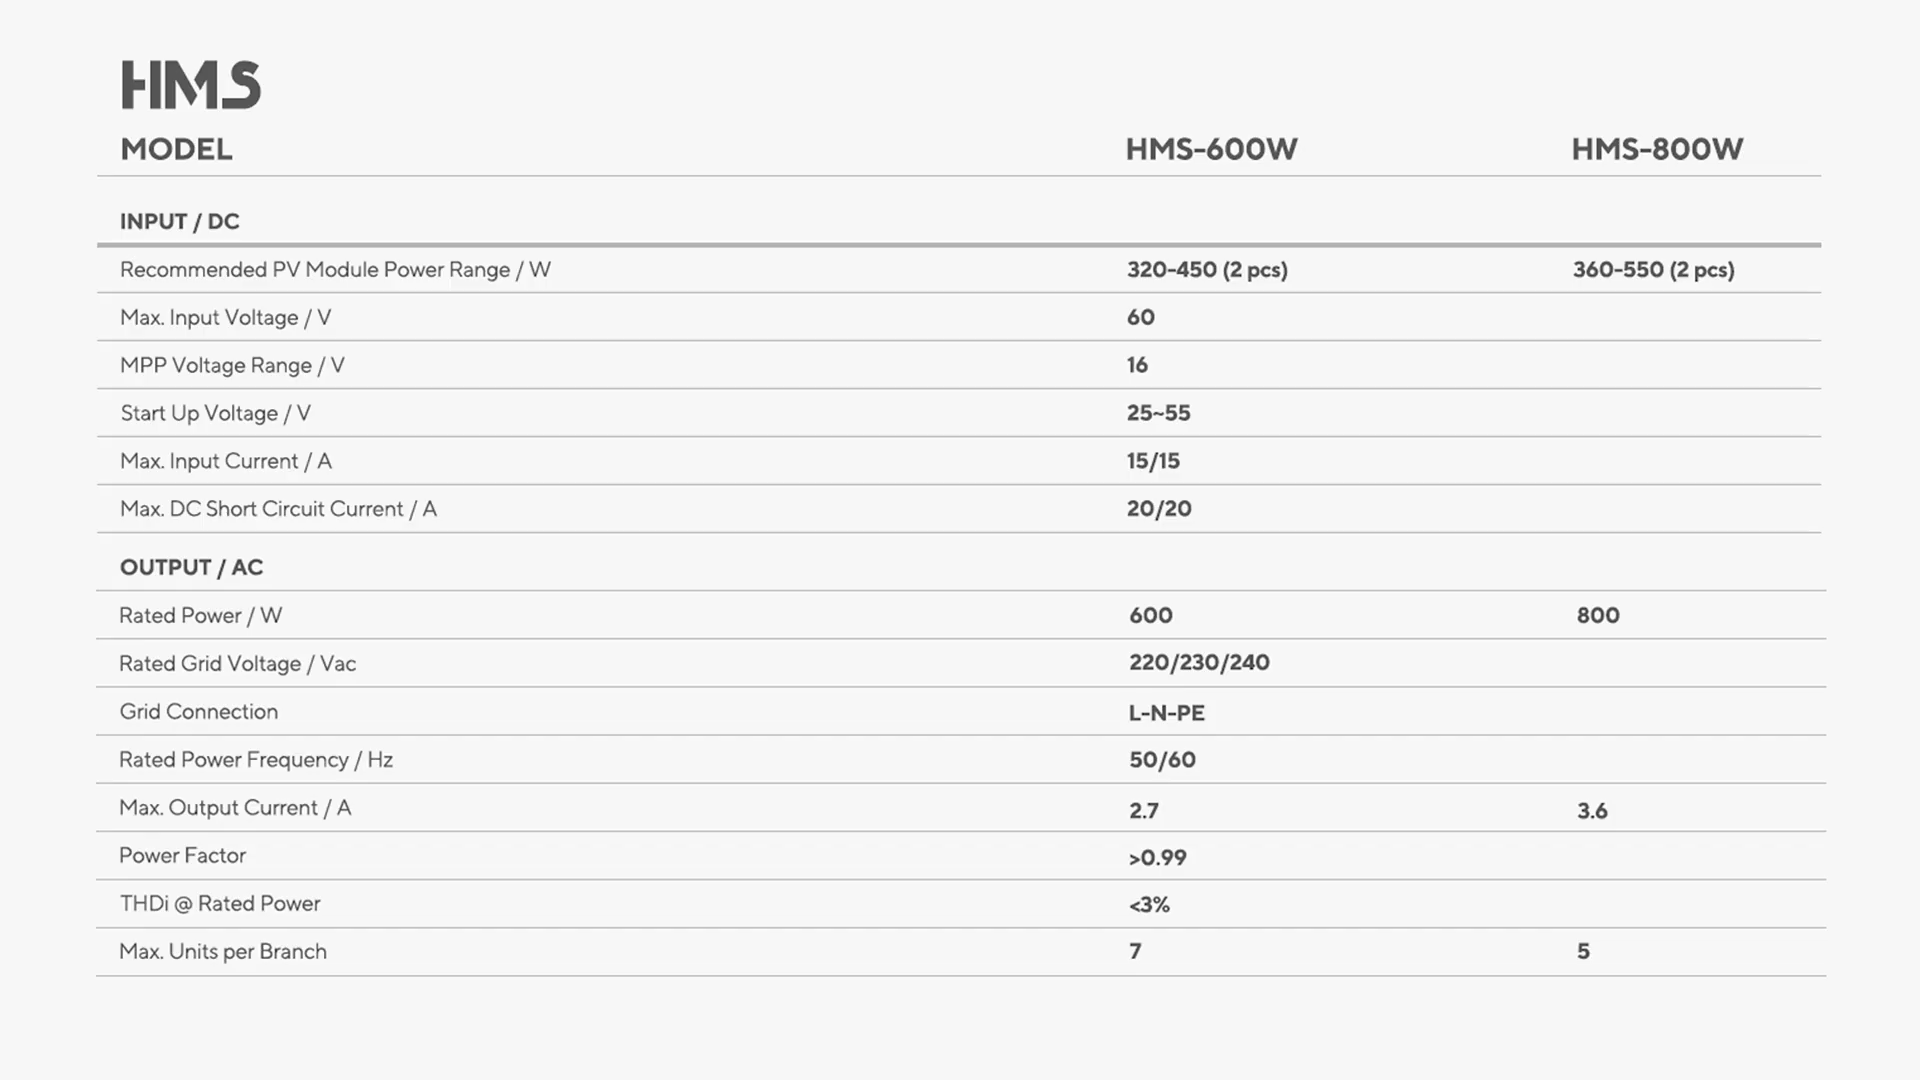 HMS
MODEL HMS-600W HMS-800W
INPUT / DC
Recommended PV Module Power Range / W 320-450 (2 pcs) 360-550 (2 pcs)
Max. Input Voltage / V 60
MPP Voltage Range / V 16
Start Up Voltage / V 25~55
Max. Input Current / A 15/15
Max. DC Short Circuit Current / A 20/20
OUTPUT / AC
Rated Power / W 600 800
Rated Grid Voltage / Vac 220/230/240
Grid Connection L-N-PE
Rated Power Frequency / Hz 50/60
Max. Output Current / A 2.7 3.6
Power Factor >0.99
THDi @ Rated Power <3%
Max. Units per Branch 7 5